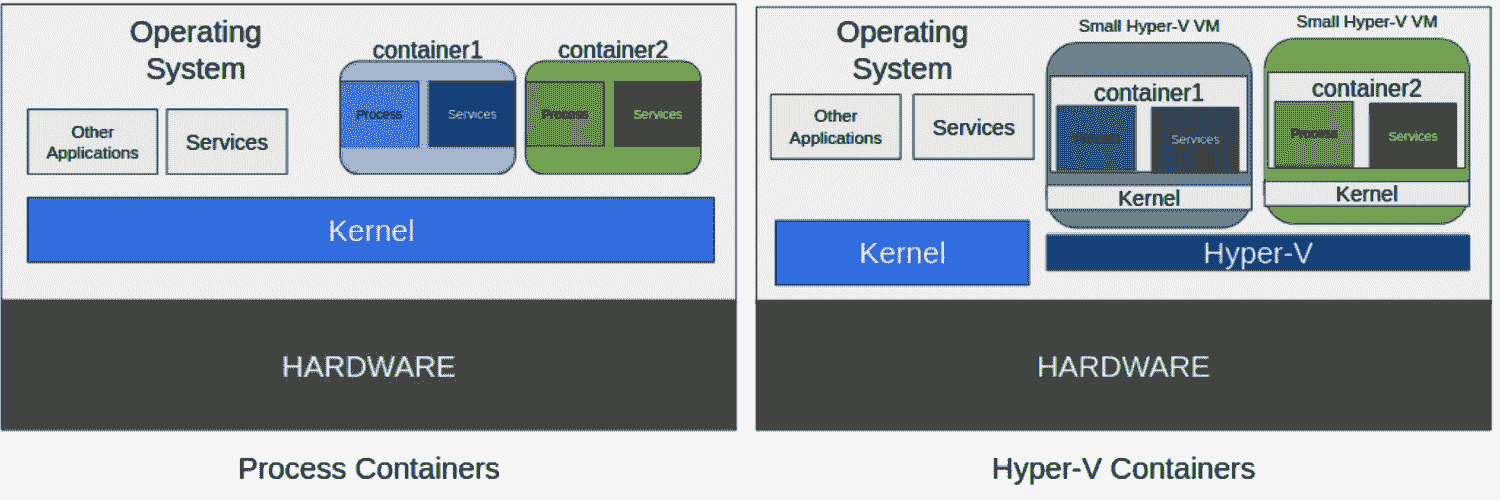 Operating
System
container1
container2
Process
Services
Process
Services
Other
Applications
Services
Kernel
HARDWARE
Process Containers
Small Hyper-V VM
Small Hyper-V VM
Operating
System
container1
container2
Process
Services
Process
Services
Other
Applications
Services
Kernel
Kernel
Kernel
Hyper-V
HARDWARE
Hyper-V Containers